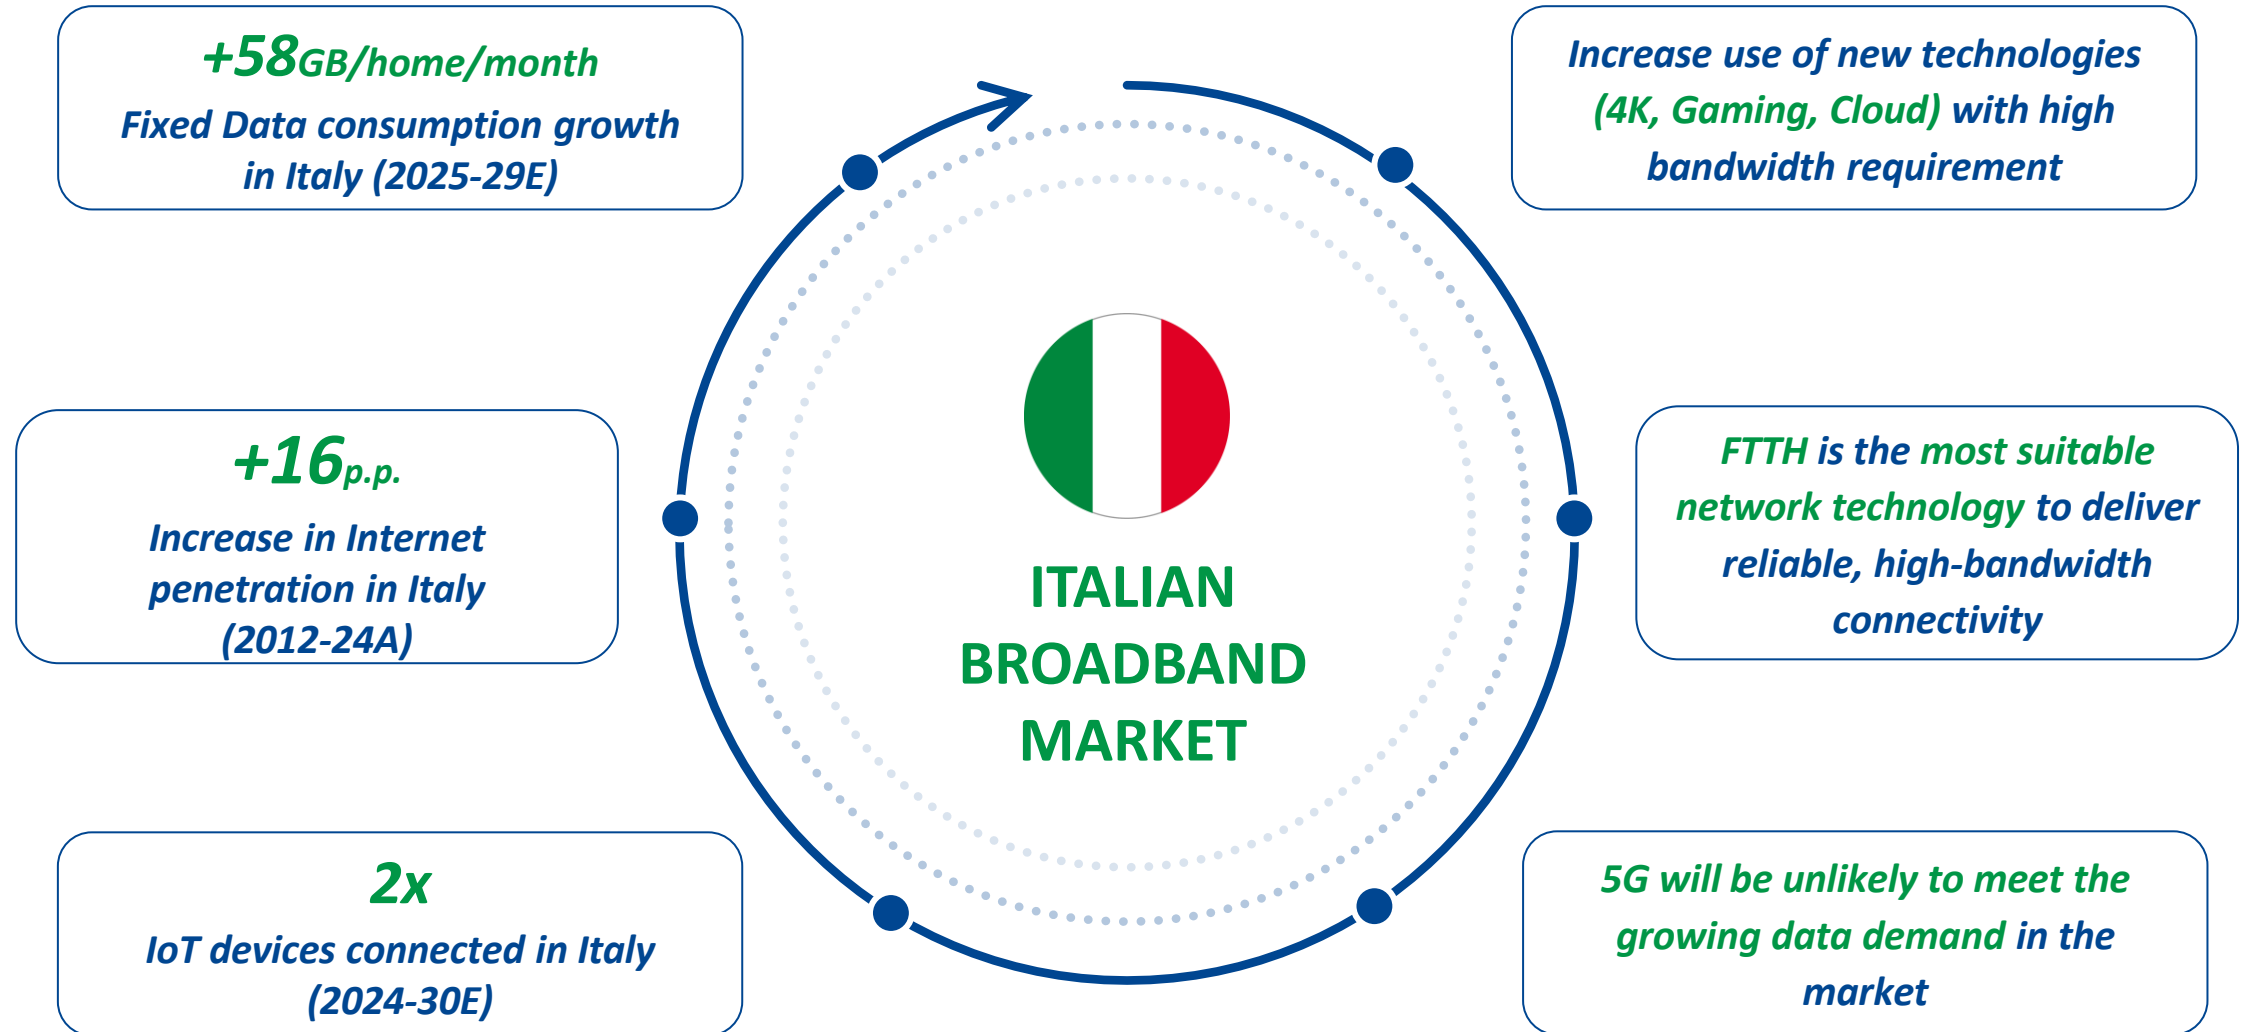 +58GB/home/month
Fixed Data consumption growth
in Italy (2025-29E)
+16p.p.
Increase in Internet
penetration in Italy
(2012-24A)
2x
IoT devices connected in Italy
(2024-30E)
ITALIAN
BROADBAND
MARKET
Increase use of new technologies
(4K, Gaming, Cloud) with high
bandwidth requirement
FTTH is the most suitable
network technology to deliver
reliable, high-bandwidth
connectivity
5G will be unlikely to meet the
growing data demand in the
market